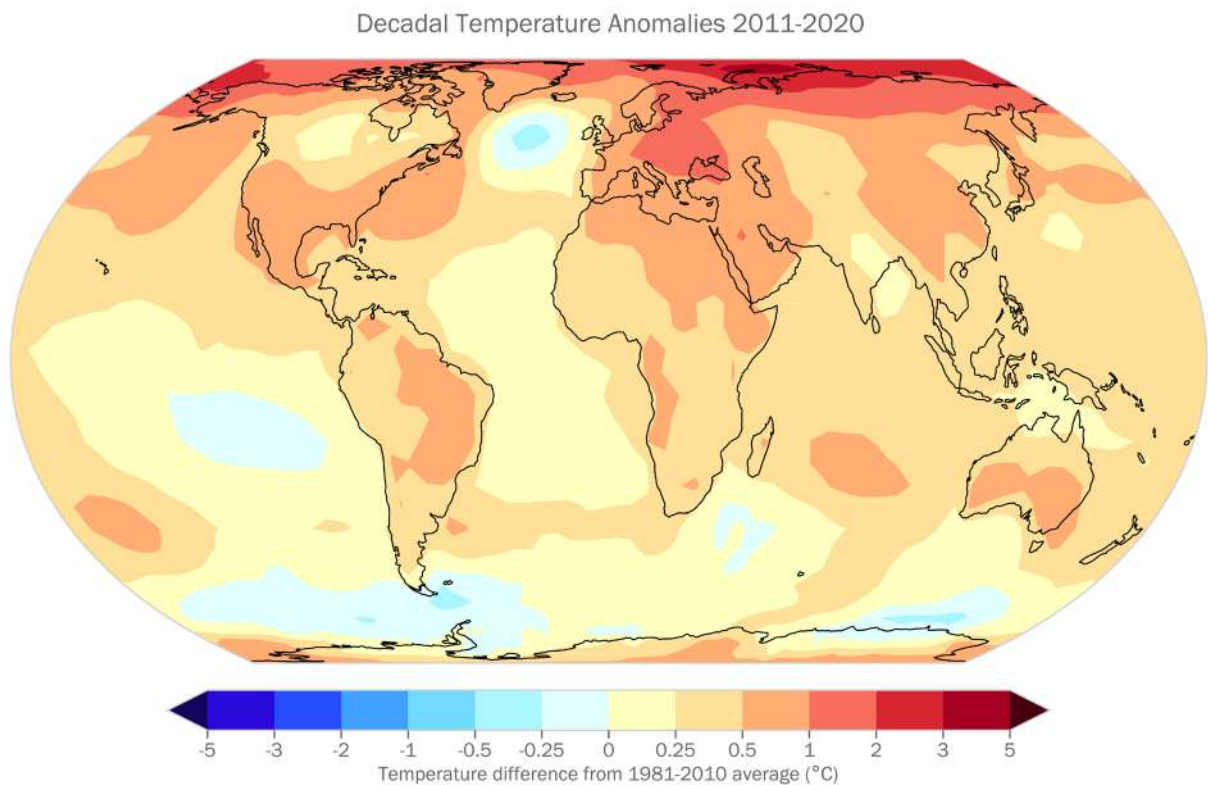 Decadal Temperature Anomalies 2011-2020
-5 -3 -2 -1 -0.5 -0.25 0 0.25 0.5 1 2 3 5
Temperature difference from 1981-2010 average (°C)